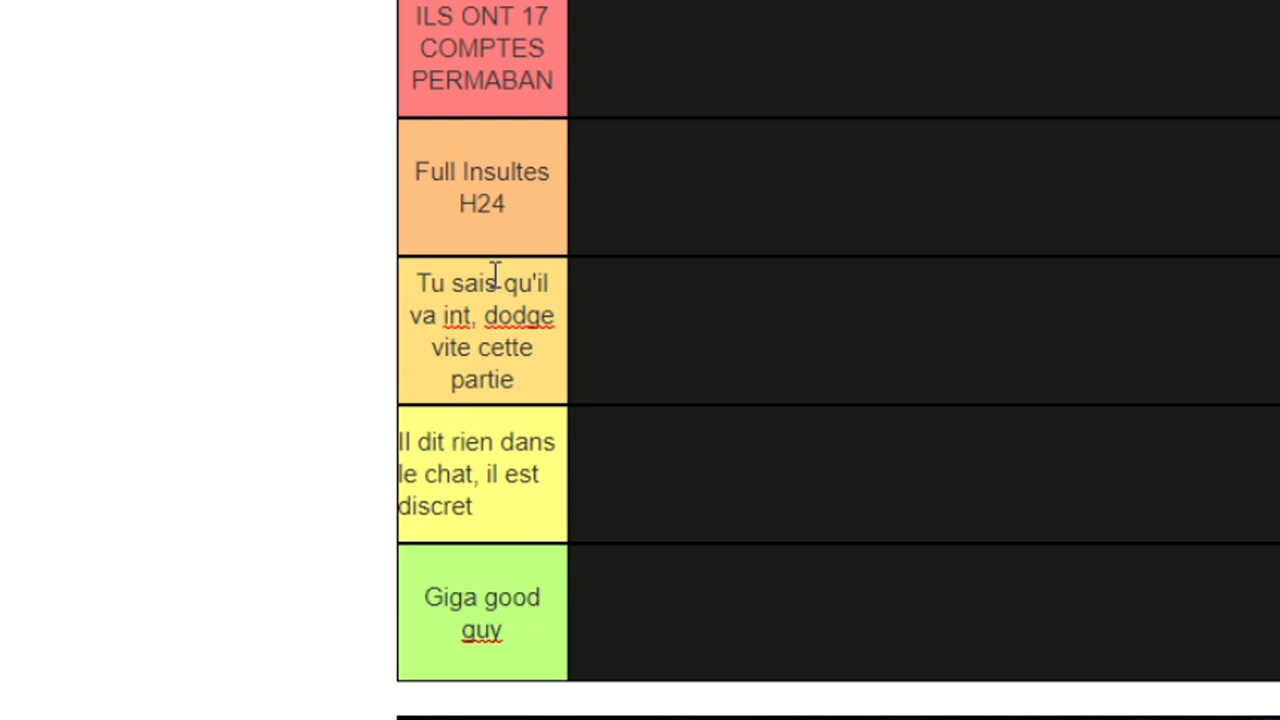 ILS ONT 17
COMPTES
PERMABAN
Full Insultes
H24
Tu sais qu'il
va int, dodge
vite cette
partie
Il dit rien dans
le chat, il est
discret
Giga good
guy